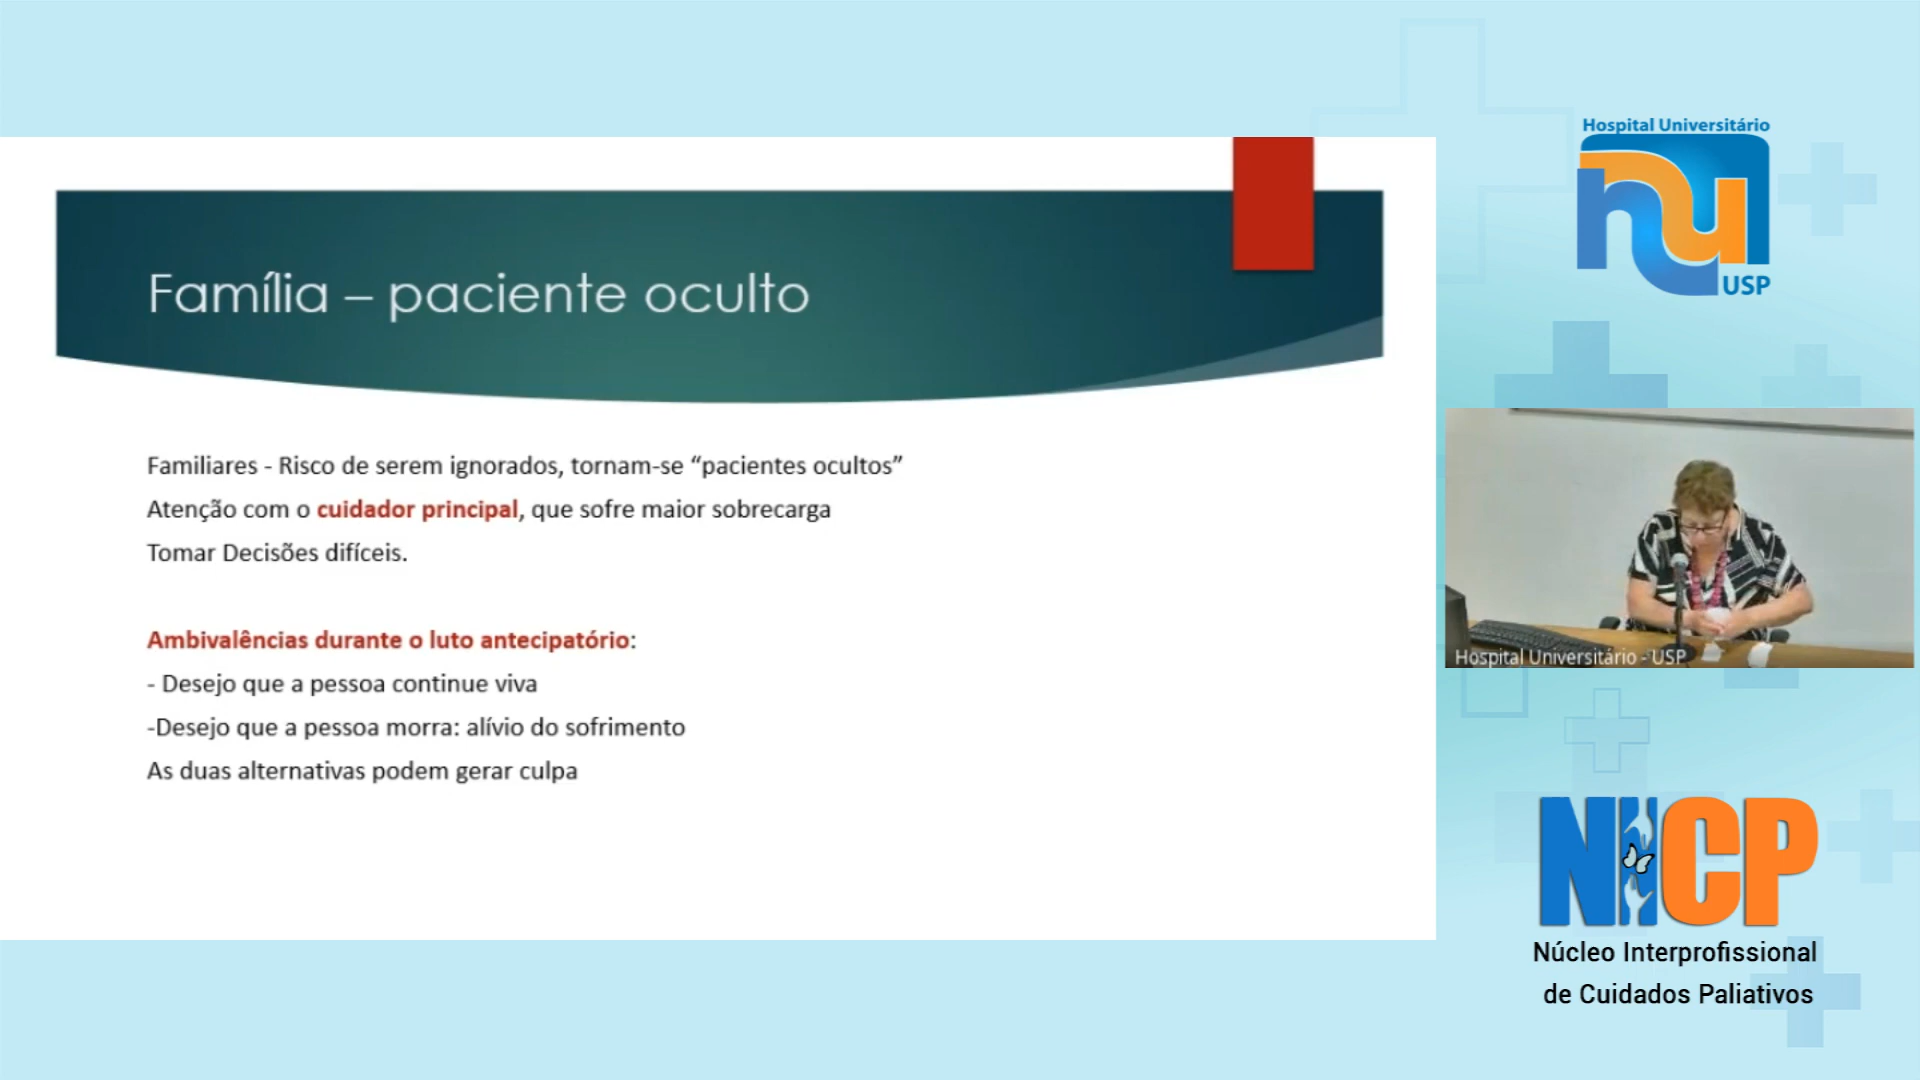 Hospital Universitário
USP
Família – paciente oculto
Familiares - Risco de serem ignorados, tornam-se “pacientes ocultos”
Atenção com o cuidador principal, que sofre maior sobrecarga
Tomar Decisões difíceis.
Ambivalências durante o luto antecipatório:
- Desejo que a pessoa continue viva
-Desejo que a pessoa morra: alívio do sofrimento
As duas alternativas podem gerar culpa
Hospital Universitário - USP
NICP
Núcleo Interprofissional
de Cuidados Paliativos